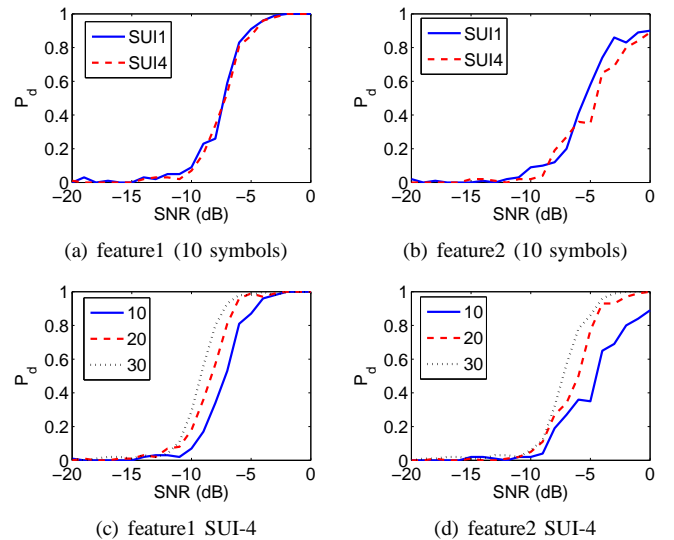 1
0.8
0.6
0.4
0.2
0
P_d
SUI1
SUI4
−20 −15 −10 −5 0
SNR (dB)
(a) feature1 (10 symbols)
1
0.8
0.6
0.4
0.2
0
P_d
SUI1
SUI4
−20 −15 −10 −5 0
SNR (dB)
(b) feature2 (10 symbols)
1
0.8
0.6
0.4
0.2
0
P_d
10
20
30
−20 −15 −10 −5 0
SNR (dB)
(c) feature1 SUI-4
1
0.8
0.6
0.4
0.2
0
P_d
10
20
30
−20 −15 −10 −5 0
SNR (dB)
(d) feature2 SUI-4